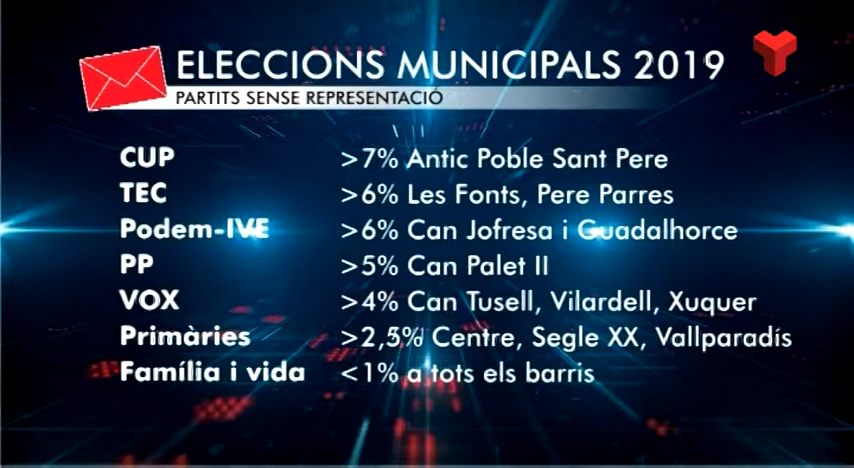 ELECCIONS MUNICIPALS 2019
PARTITS SENSE REPRESENTACIÓ
CUP >7% Antic Poble Sant Pere
TEC >6% Les Fonts, Pere Parres
Podem-IVE >6% Can Jofresa i Guadalhorce
PP >5% Can Palet II
VOX >4% Can Tusell, Vilardell, Xuquer
Primàries >2,5% Centre, Segle XX, Vallparadís
Família i vida <1% a tots els barris